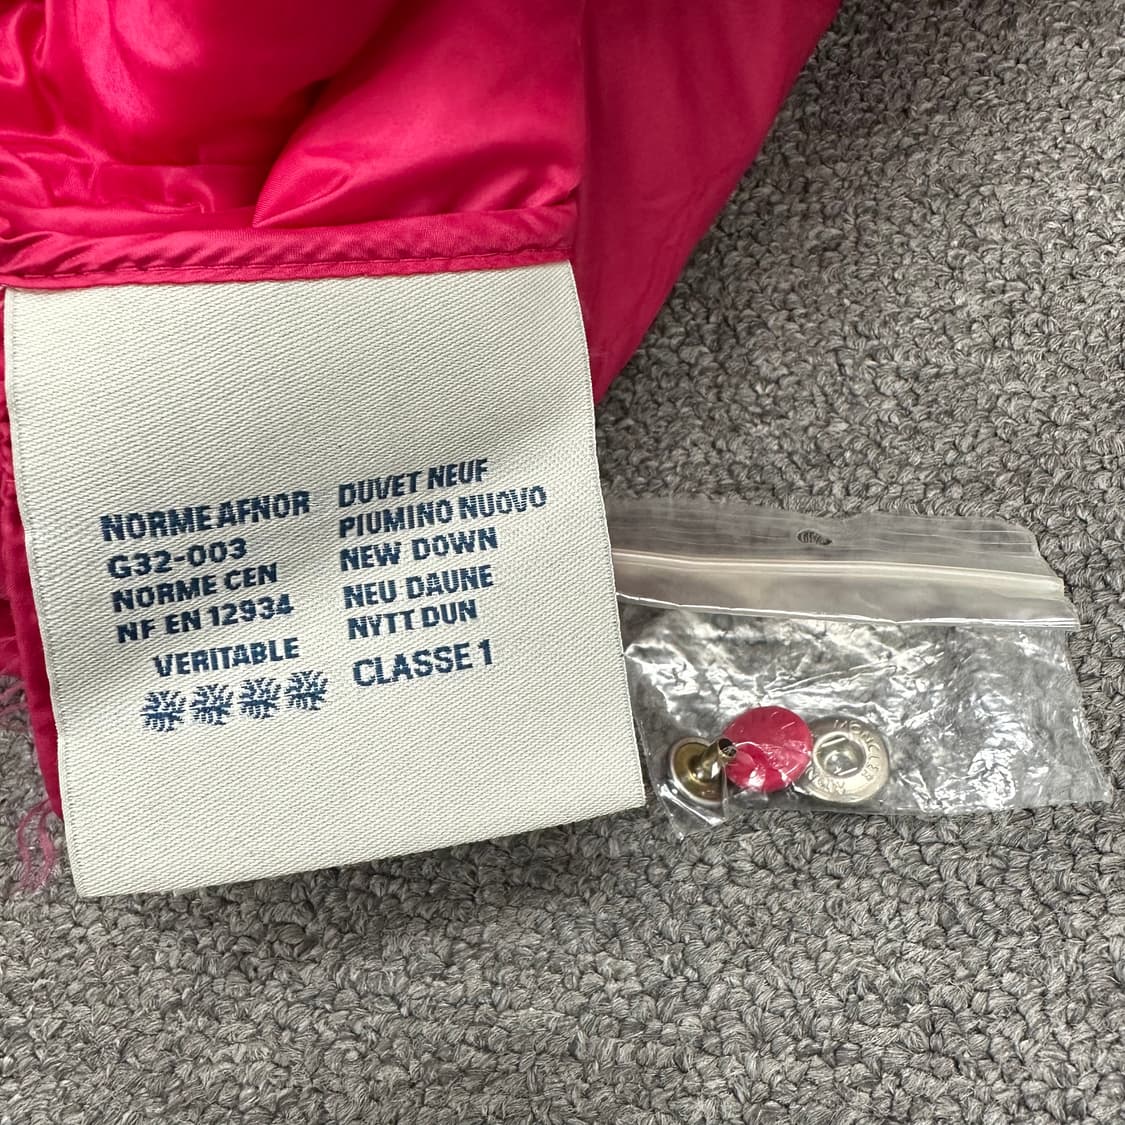 NORME AFNOR
G32-003
NORME CEN
NF EN 12934
VERITABLE
DUVET NEUF
PIUMINO NUOVO
NEW DOWN
NEU DAUNE
NYTT DUN
CLASSE 1
MONCLER